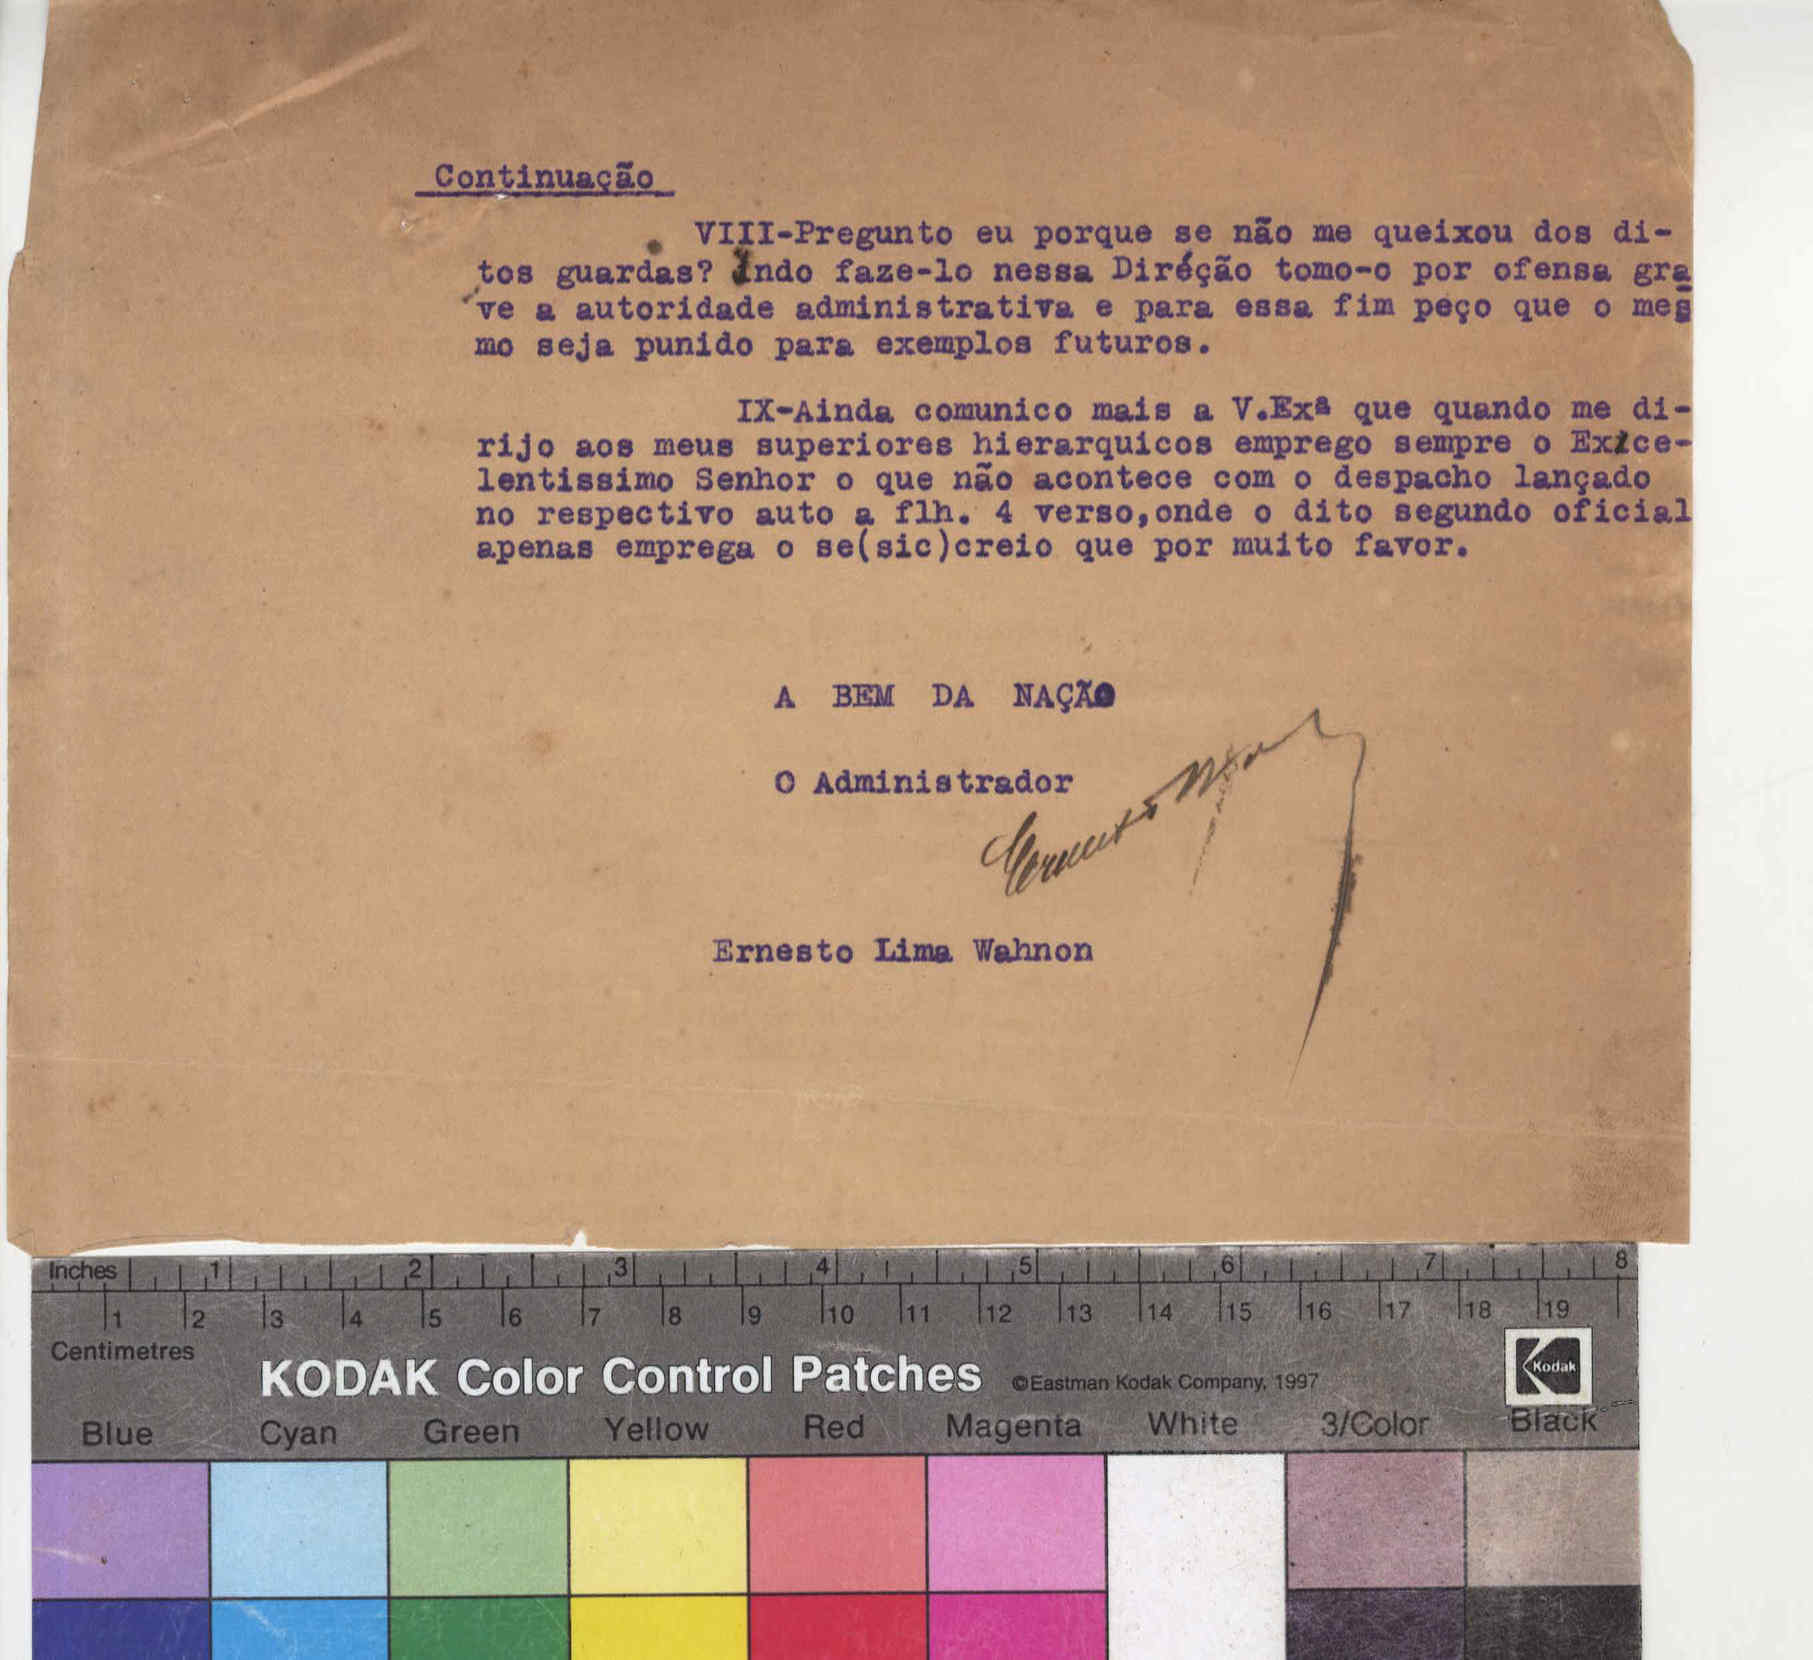 Continuação
VIII-Pregunto eu porque se não me queixou dos di-
tos guardas? Indo faze-lo nessa Diréção tomo-o por ofensa gra
ve a autoridade administrativa e para essa fim peço que o mes
mo seja punido para exemplos futuros.
IX-Ainda comunico mais a V.Exª que quando me di-
rijo aos meus superiores hierarquicos emprego sempre o Exice-
lentissimo Senhor o que não acontece com o despacho lançado
no respectivo auto a flh. 4 verso,onde o dito segundo oficial
apenas emprega o se(sic)creio que por muito favor.
A BEM DA NAÇÃO
O Administrador
Ernesto
Ernesto Lima Wahnon
Inches 1 2 3 4 5 6 7 8
1 2 3 4 5 6 7 8 9 10 11 12 13 14 15 16 17 18 19
Centimetres
KODAK Color Control Patches ©Eastman Kodak Company, 1997 Kodak
Blue Cyan Green Yellow Red Magenta White 3/Color Black